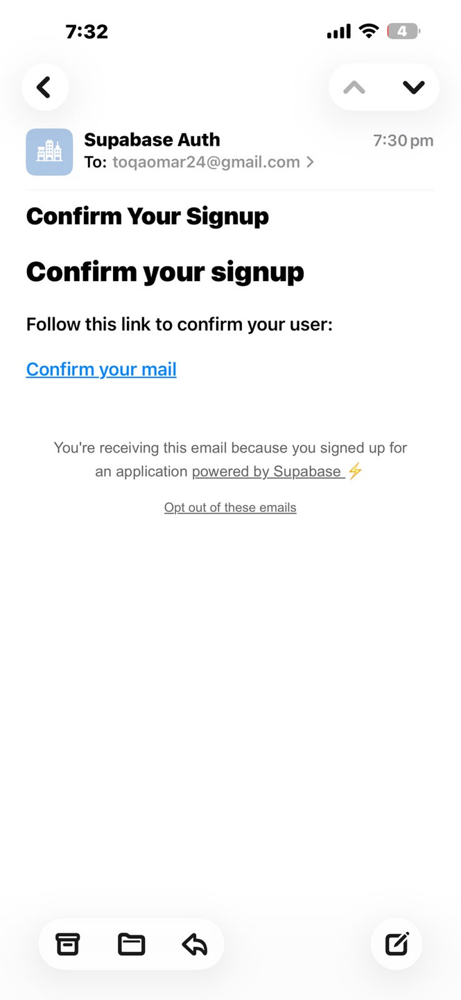 7:32
4
Supabase Auth
7:30 pm
To: toqaomar24@gmail.com
Confirm Your Signup
Confirm your signup
Follow this link to confirm your user:
Confirm your mail
You're receiving this email because you signed up for
an application powered by Supabase ⚡
Opt out of these emails